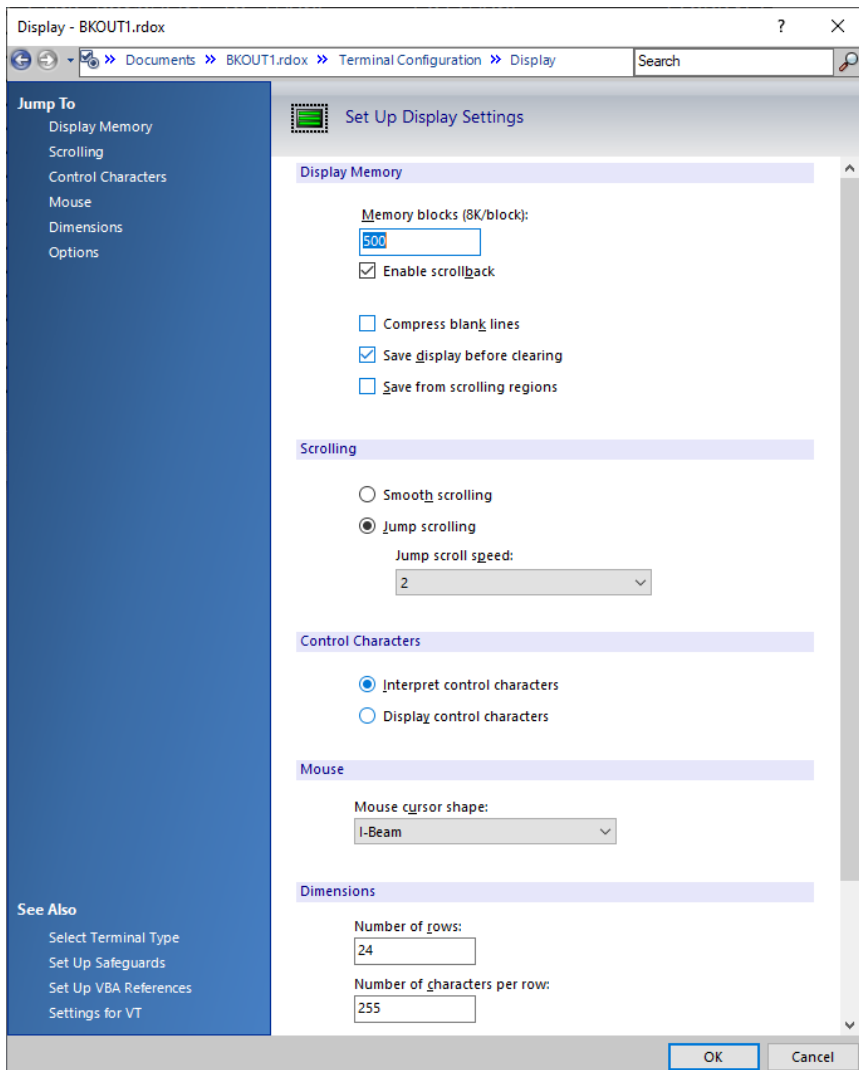 Display - BKOUT1.rdox
Documents » BKOUT1.rdox » Terminal Configuration » Display
Search
Jump To
Display Memory
Scrolling
Control Characters
Mouse
Dimensions
Options
Set Up Display Settings
Display Memory
Memory blocks (8K/block):
500
Enable scrollback
Compress blank lines
Save display before clearing
Save from scrolling regions
Scrolling
Smooth scrolling
Jump scrolling
Jump scroll speed:
2
Control Characters
Interpret control characters
Display control characters
Mouse
Mouse cursor shape:
I-Beam
Dimensions
Number of rows:
24
Number of characters per row:
255
See Also
Select Terminal Type
Set Up Safeguards
Set Up VBA References
Settings for VT
OK
Cancel